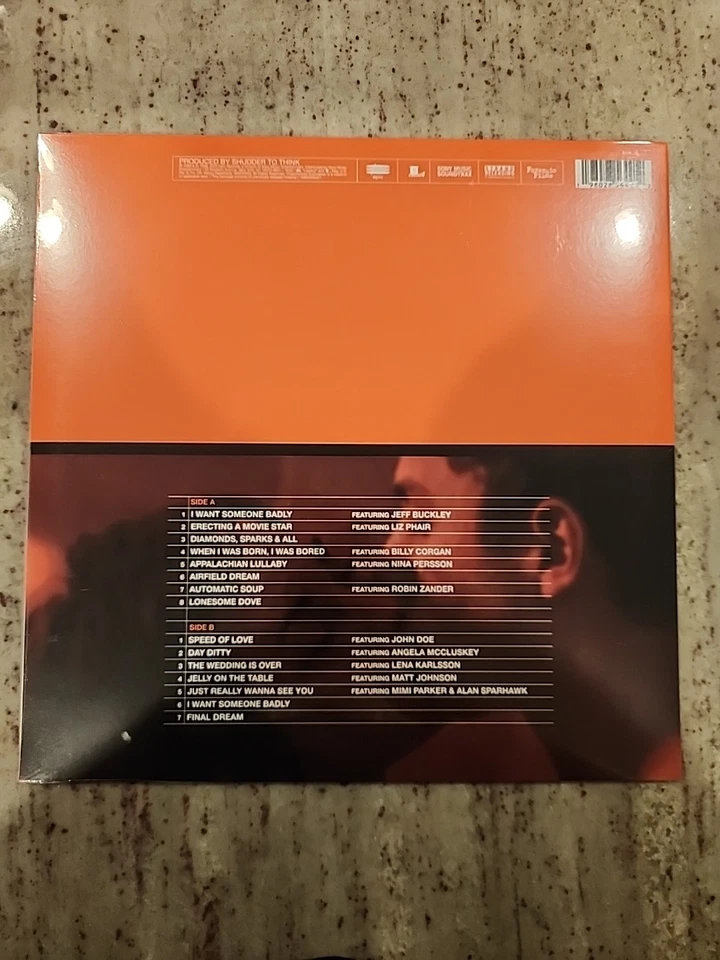 PRODUCED BY SHUDDER TO THINK
SONY MUSIC
SOUNDTRAX
SIDE A
1 I WANT SOMEONE BADLY FEATURING JEFF BUCKLEY
2 ERECTING A MOVIE STAR FEATURING LIZ PHAIR
3 DIAMONDS, SPARKS & ALL
4 WHEN I WAS BORN, I WAS BORED FEATURING BILLY CORGAN
5 APPALACHIAN LULLABY FEATURING NINA PERSSON
6 AIRFIELD DREAM
7 AUTOMATIC SOUP FEATURING ROBIN ZANDER
8 LONESOME DOVE
SIDE B
1 SPEED OF LOVE FEATURING JOHN DOE
2 DAY DITTY FEATURING ANGELA MCCLUSKEY
3 THE WEDDING IS OVER FEATURING LENA KARLSSON
4 JELLY ON THE TABLE FEATURING MATT JOHNSON
5 JUST REALLY WANNA SEE YOU FEATURING MIMI PARKER & ALAN SPARHAWK
6 I WANT SOMEONE BADLY
7 FINAL DREAM